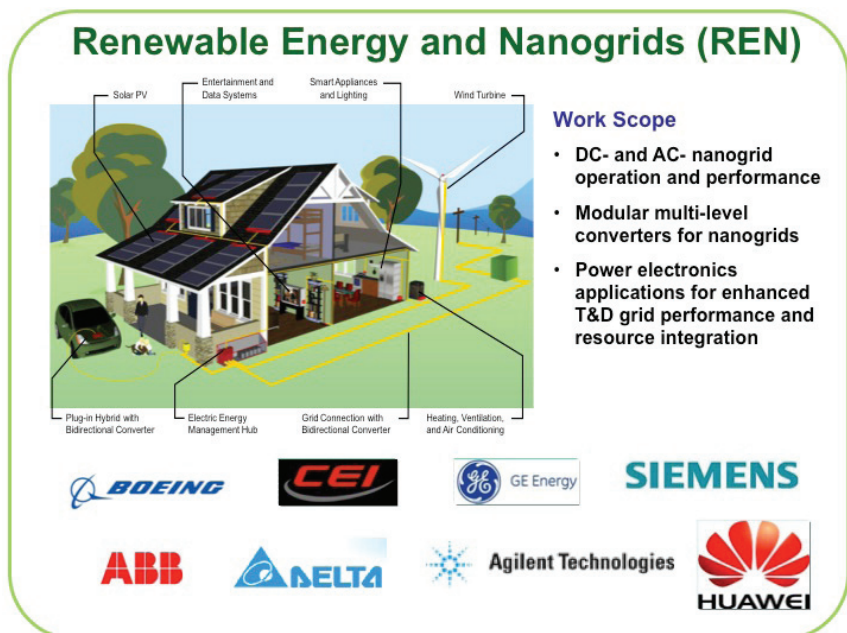 Renewable Energy and Nanogrids (REN)
Solar PV
Entertainment and
Data Systems
Smart Appliances
and Lighting
Wind Turbine
Work Scope
• DC- and AC- nanogrid
operation and performance
• Modular multi-level
converters for nanogrids
• Power electronics
applications for enhanced
T&D grid performance and
resource integration
Plug-in Hybrid with
Bidirectional Converter
Electric Energy
Management Hub
Grid Connection with
Bidirectional Converter
Heating, Ventilation,
and Air Conditioning
BOEING
CEI
GE GE Energy
SIEMENS
ABB
DELTA
Agilent Technologies
HUAWEI